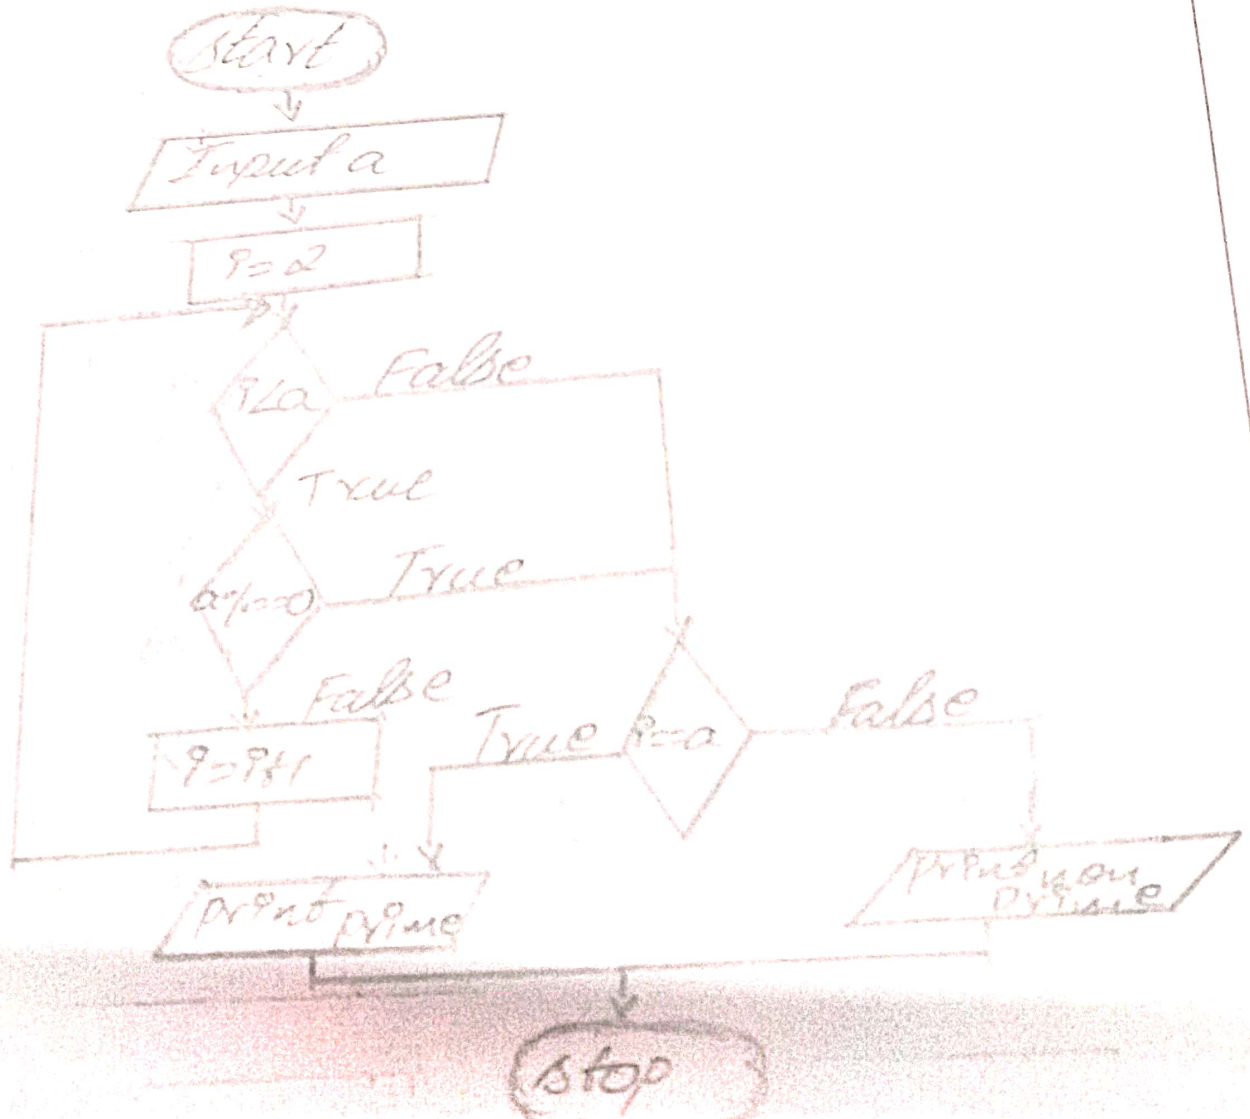 start
Input a
i=2
i<a
False
True
a%==0
True
False
i=i+1
i==a
True
False
print prime
print non
prime
stop